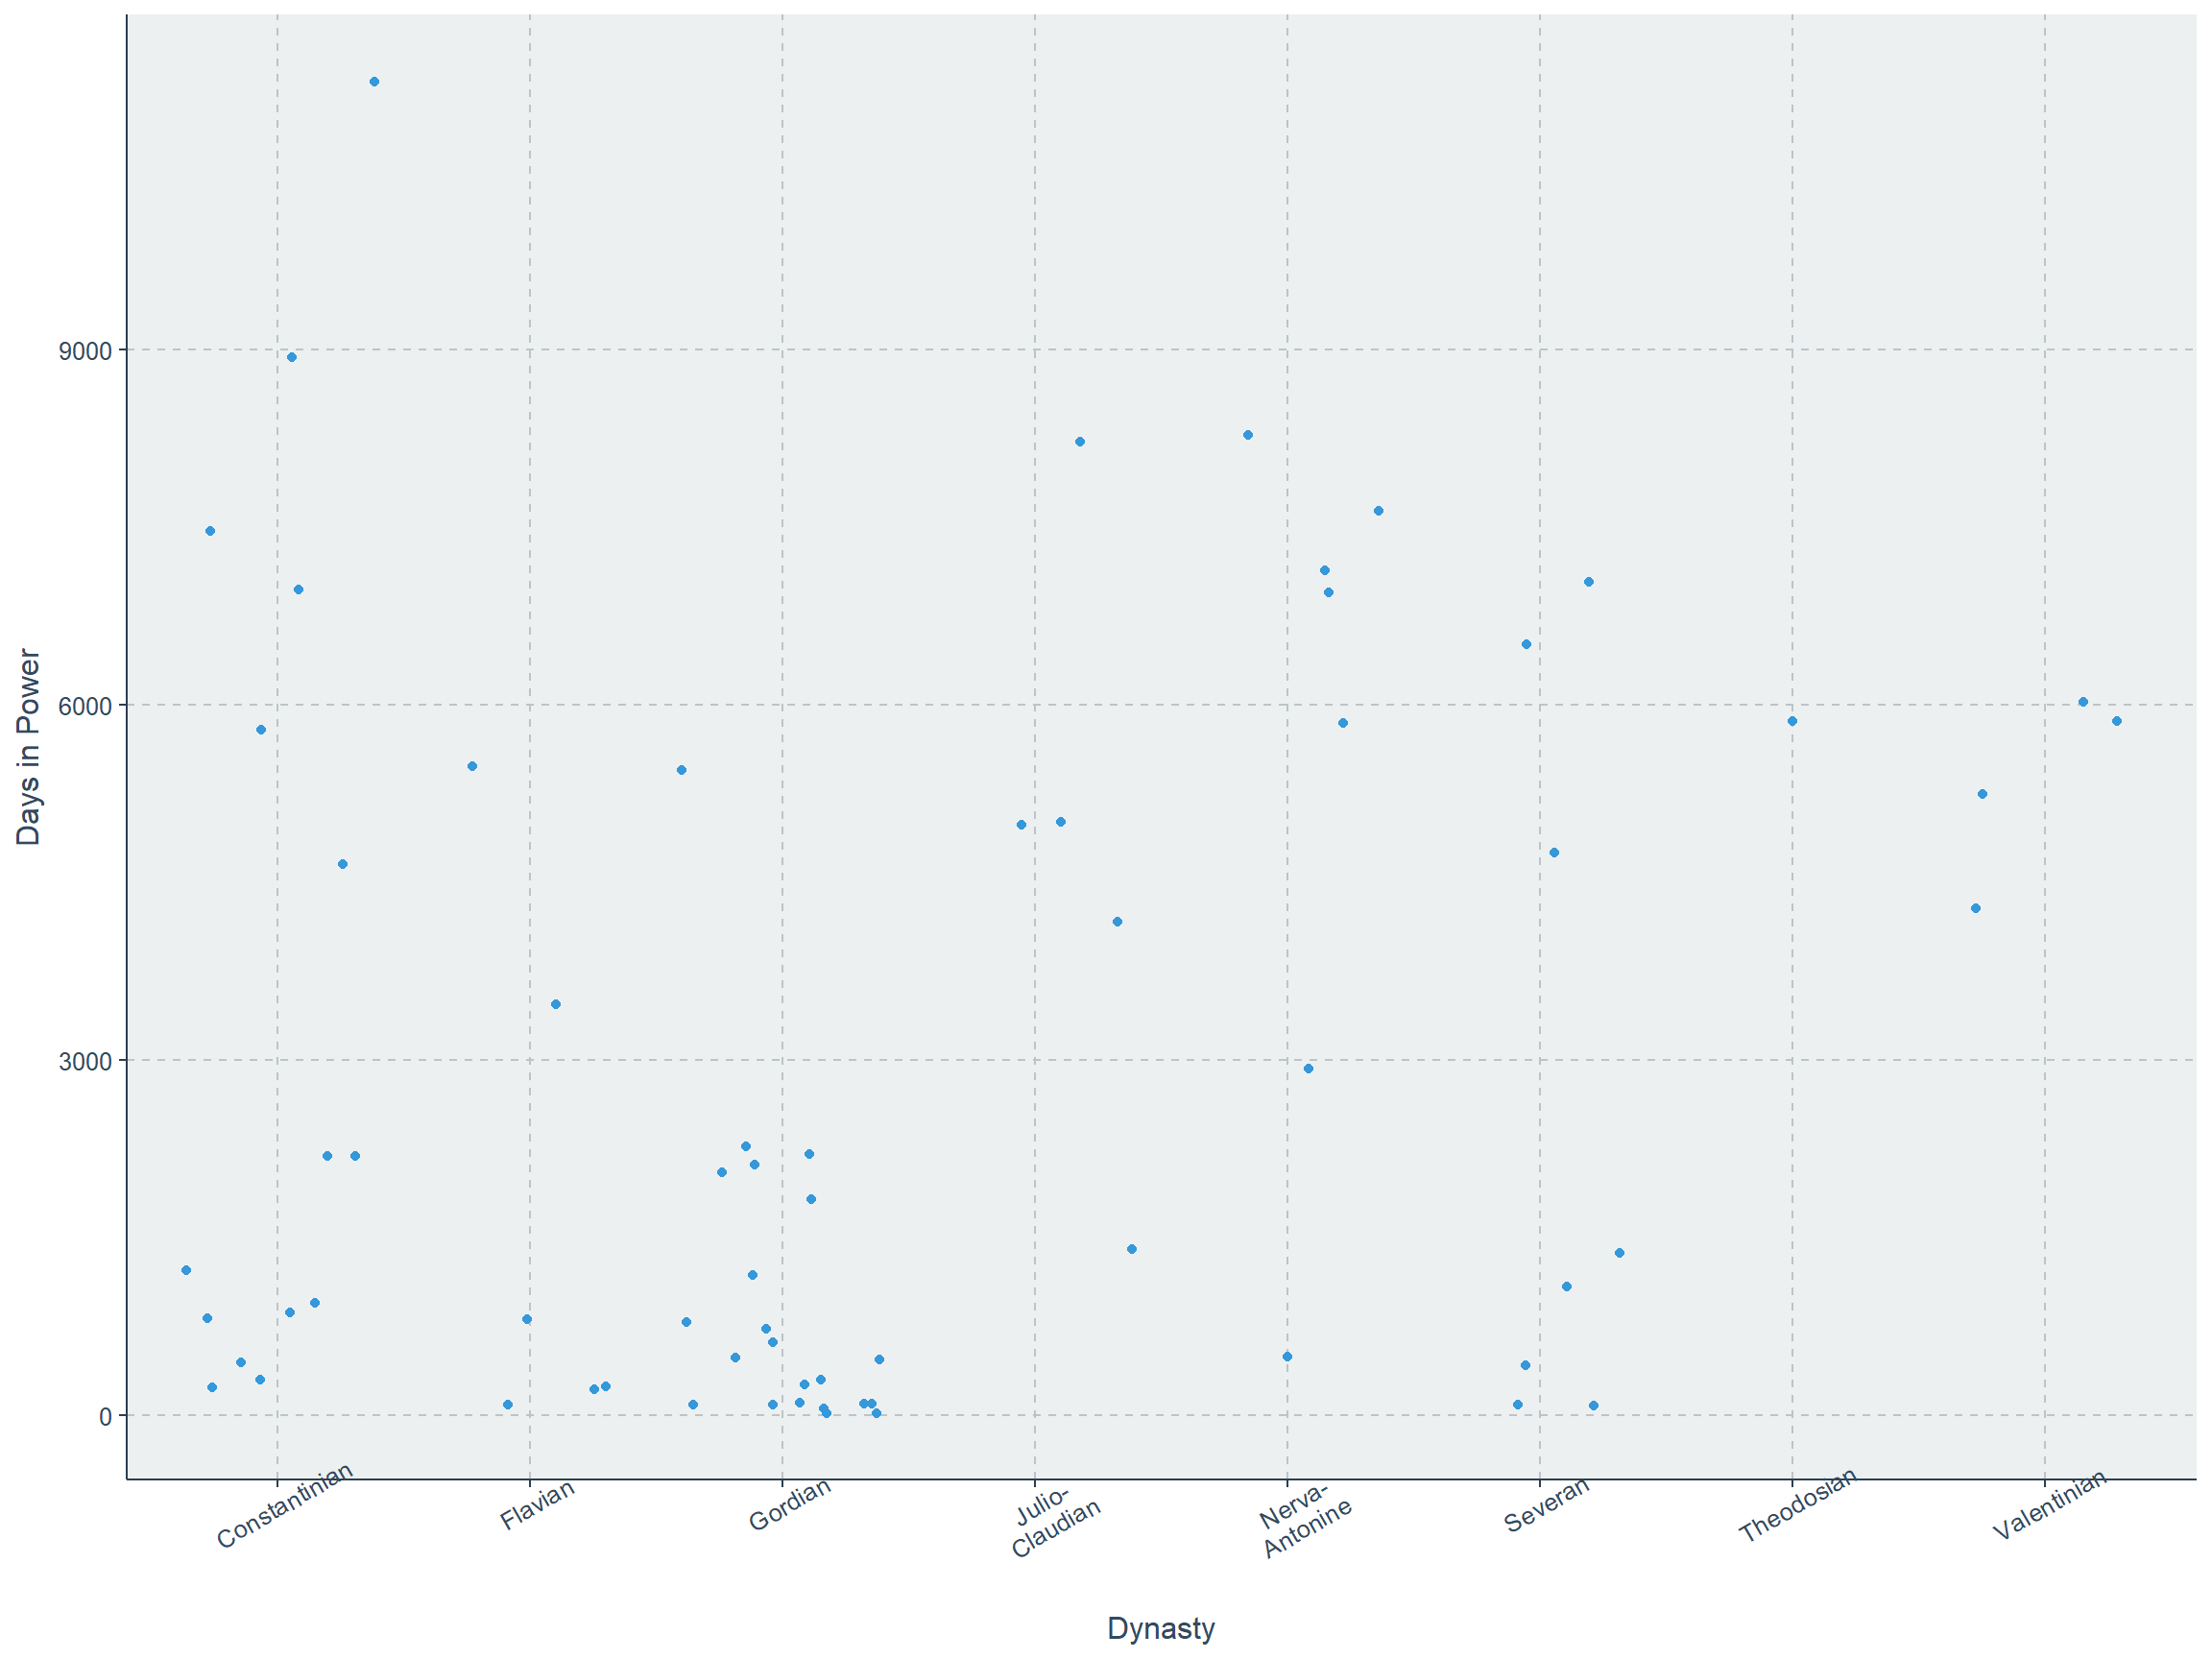 9000
6000
3000
0
Days in Power
Constantinian
Flavian
Gordian
Julio-
Claudian
Nerva-
Antonine
Severan
Theodosian
Valentinian
Dynasty